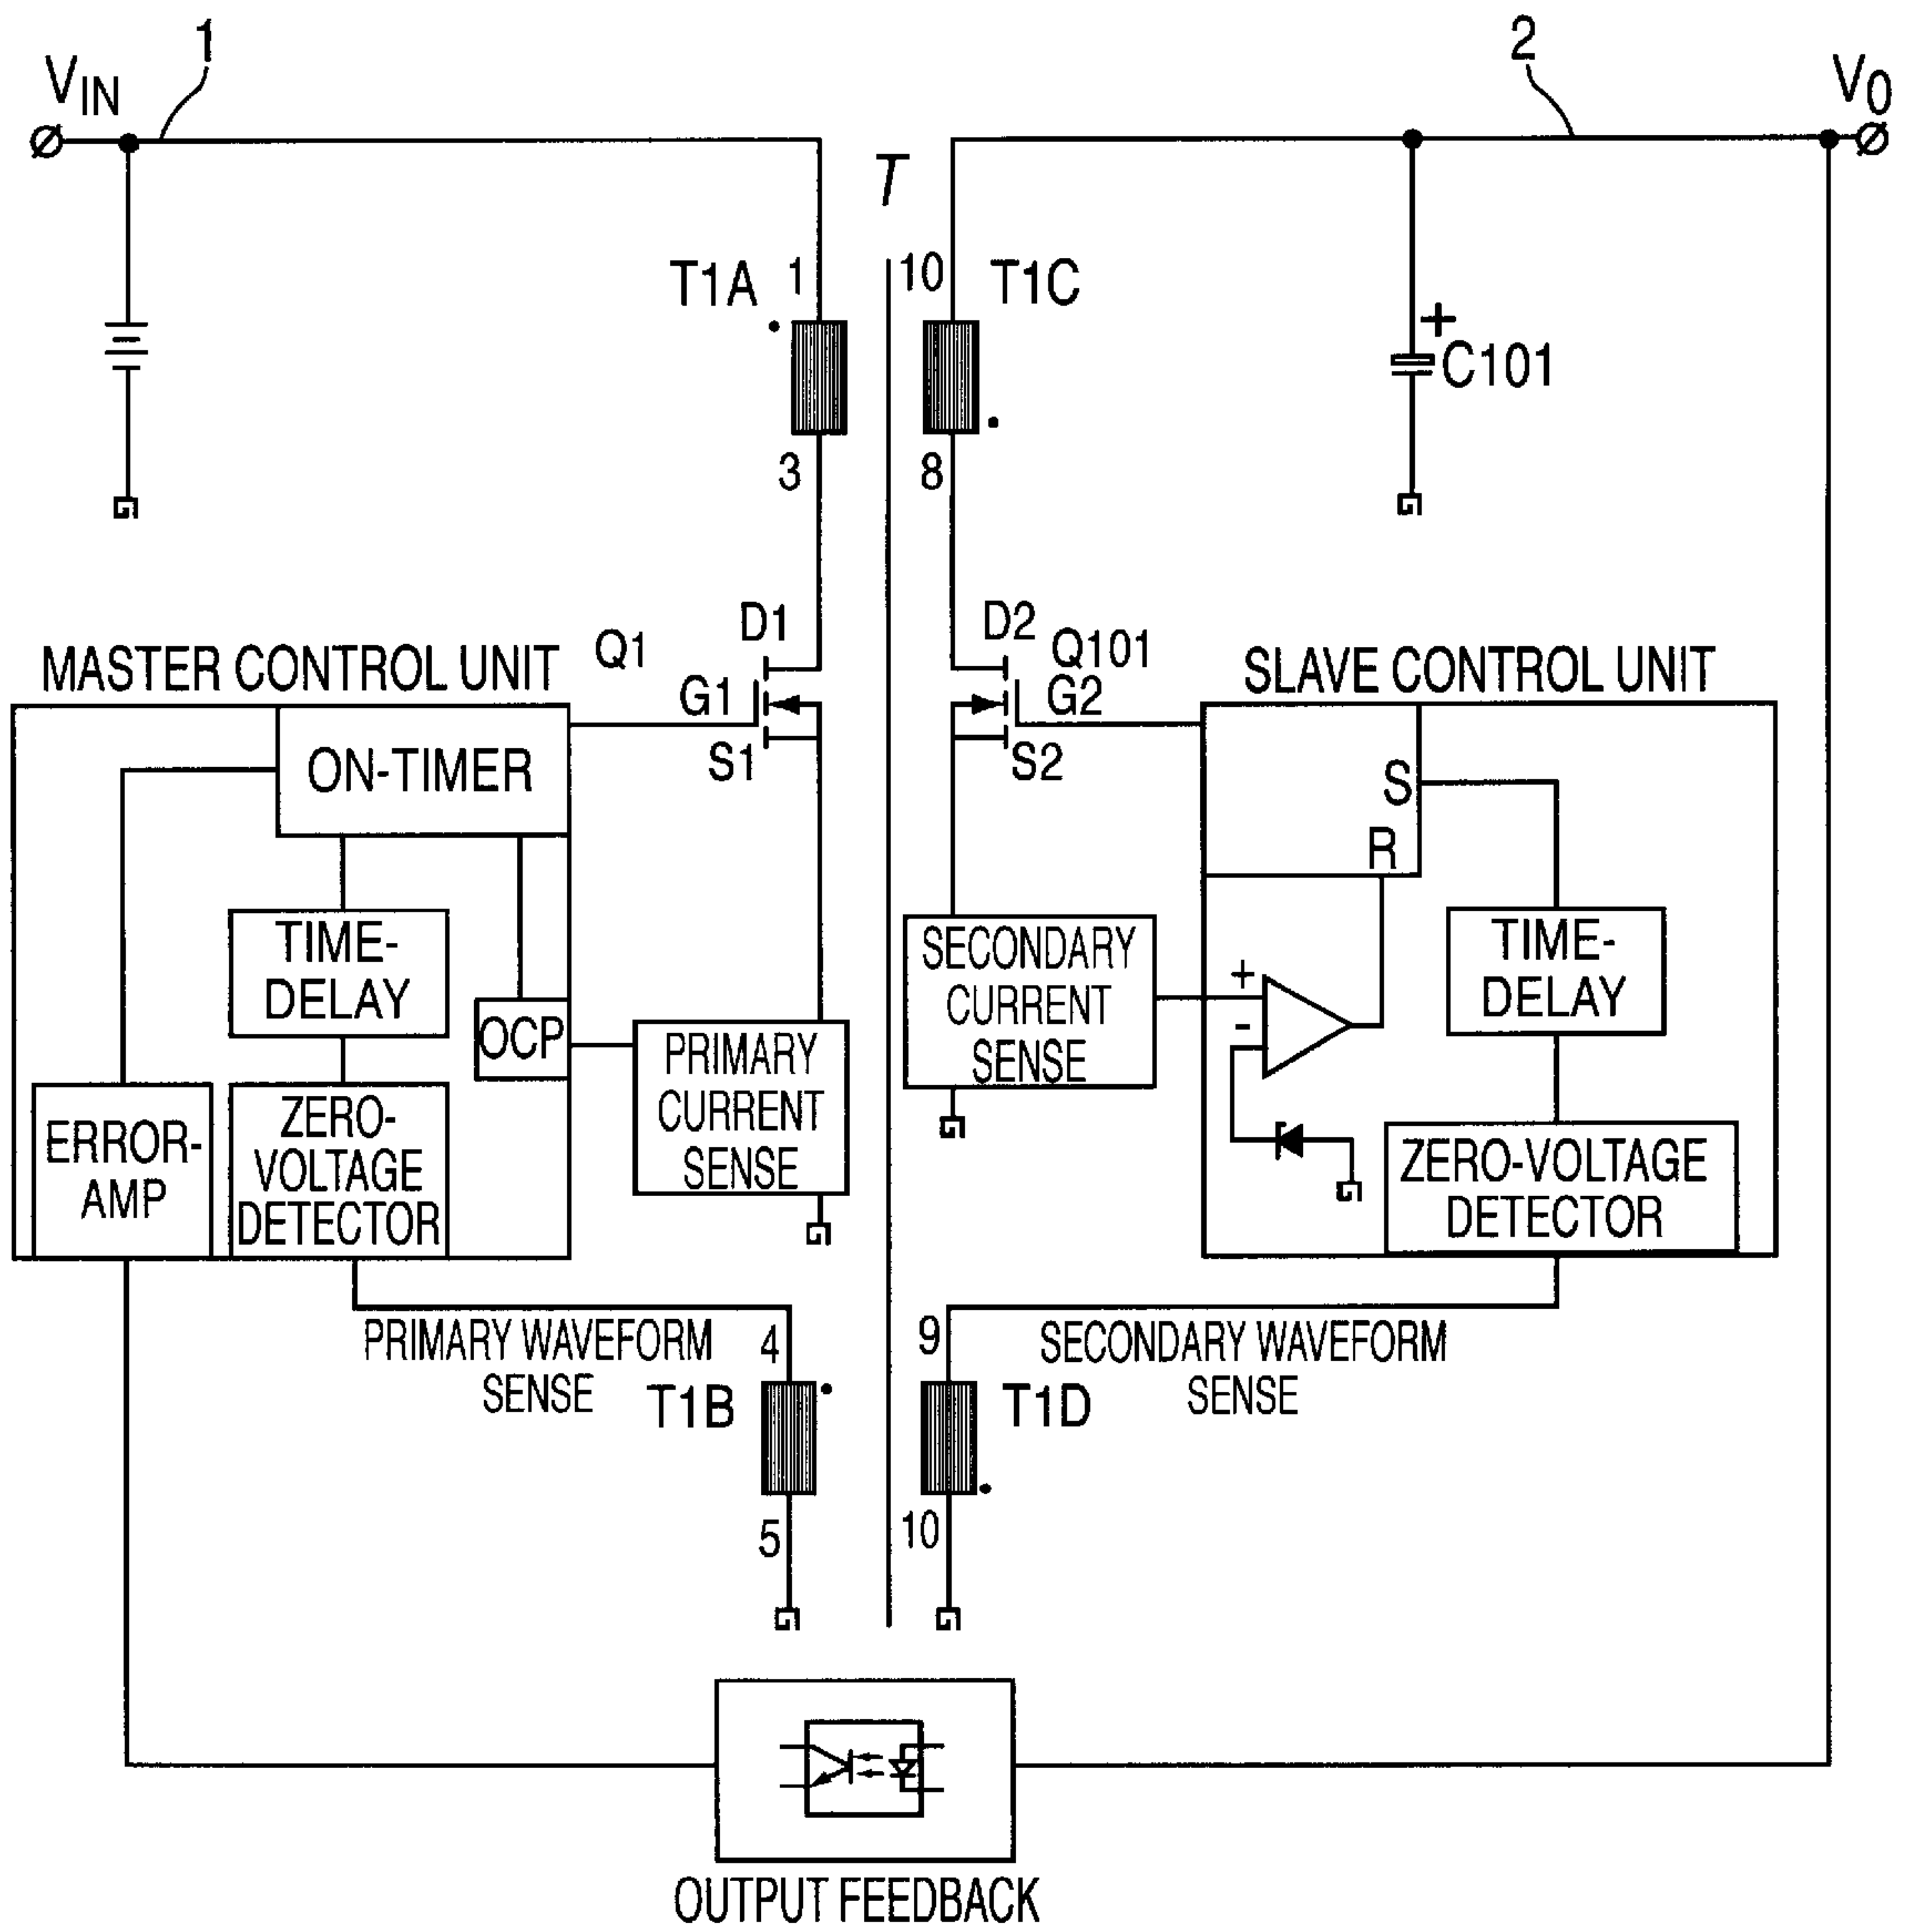 1
2
VIN
VO
T
T1A
1
10
T1C
+
C101
3
8
D1
D2
Q1
Q101
MASTER CONTROL UNIT
G1
G2
SLAVE CONTROL UNIT
S1
S2
ON-TIMER
S
R
TIME-
DELAY
SECONDARY
CURRENT
SENSE
TIME-
DELAY
+
-
OCP
PRIMARY
CURRENT
SENSE
ERROR-
AMP
ZERO-
VOLTAGE
DETECTOR
ZERO-VOLTAGE
DETECTOR
PRIMARY WAVEFORM
SENSE
4
9
SECONDARY WAVEFORM
SENSE
T1B
T1D
5
10
OUTPUT FEEDBACK